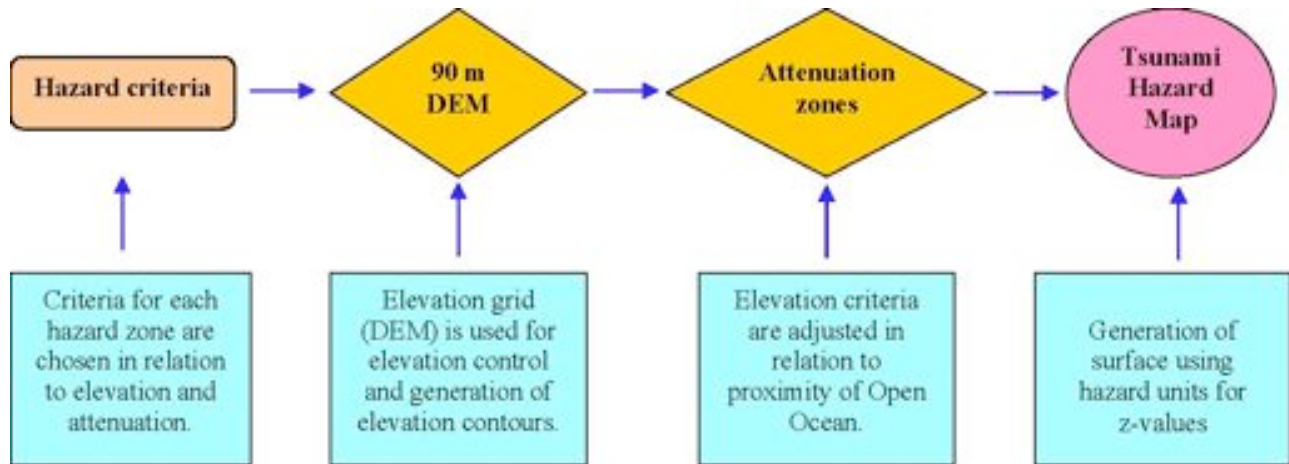 Hazard criteria
90 m
DEM
Attenuation
zones
Tsunami
Hazard
Map
Criteria for each
hazard zone are
chosen in relation
to elevation and
attenuation.
Elevation grid
(DEM) is used for
elevation control
and generation of
elevation contours.
Elevation criteria
are adjusted in
relation to
proximity of Open
Ocean.
Generation of
surface using
hazard units for
z-values